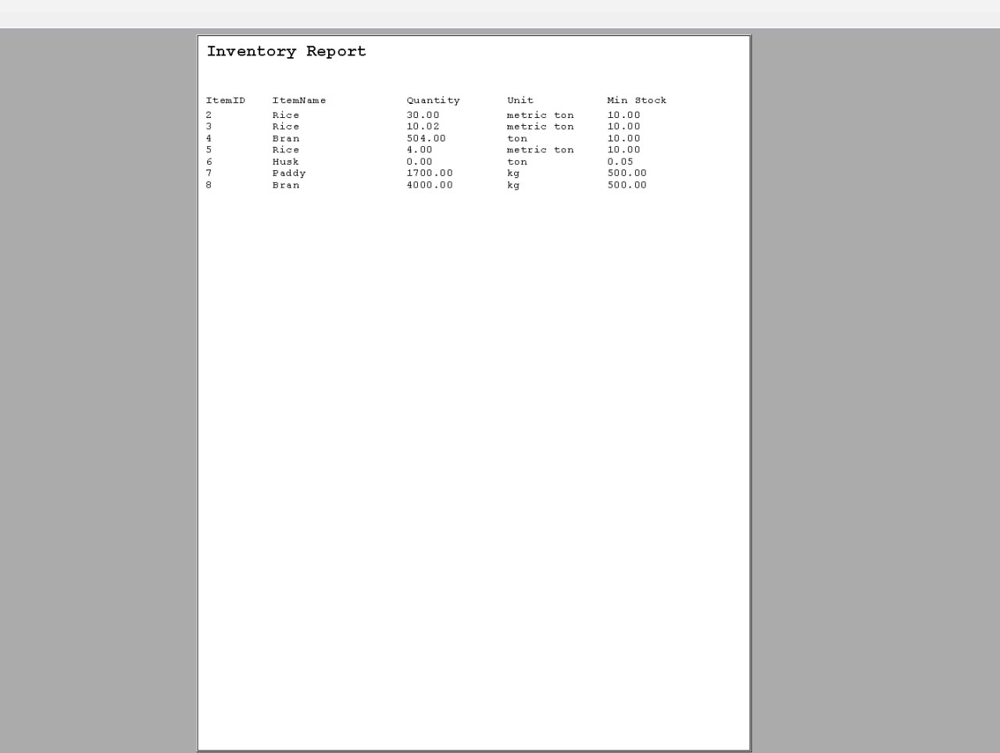 Inventory Report
ItemID ItemName Quantity Unit Min Stock
2 Rice 30.00 metric ton 10.00
3 Rice 10.02 metric ton 10.00
4 Bran 504.00 ton 10.00
5 Rice 4.00 metric ton 10.00
6 Husk 0.00 ton 0.05
7 Paddy 1700.00 kg 500.00
8 Bran 4000.00 kg 500.00